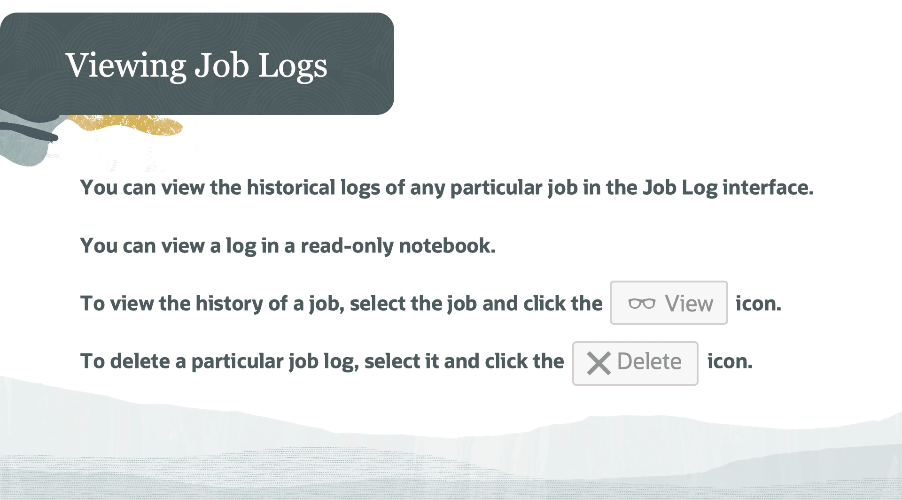 Viewing Job Logs
You can view the historical logs of any particular job in the Job Log interface.
You can view a log in a read-only notebook.
To view the history of a job, select the job and click the View icon.
To delete a particular job log, select it and click the Delete icon.